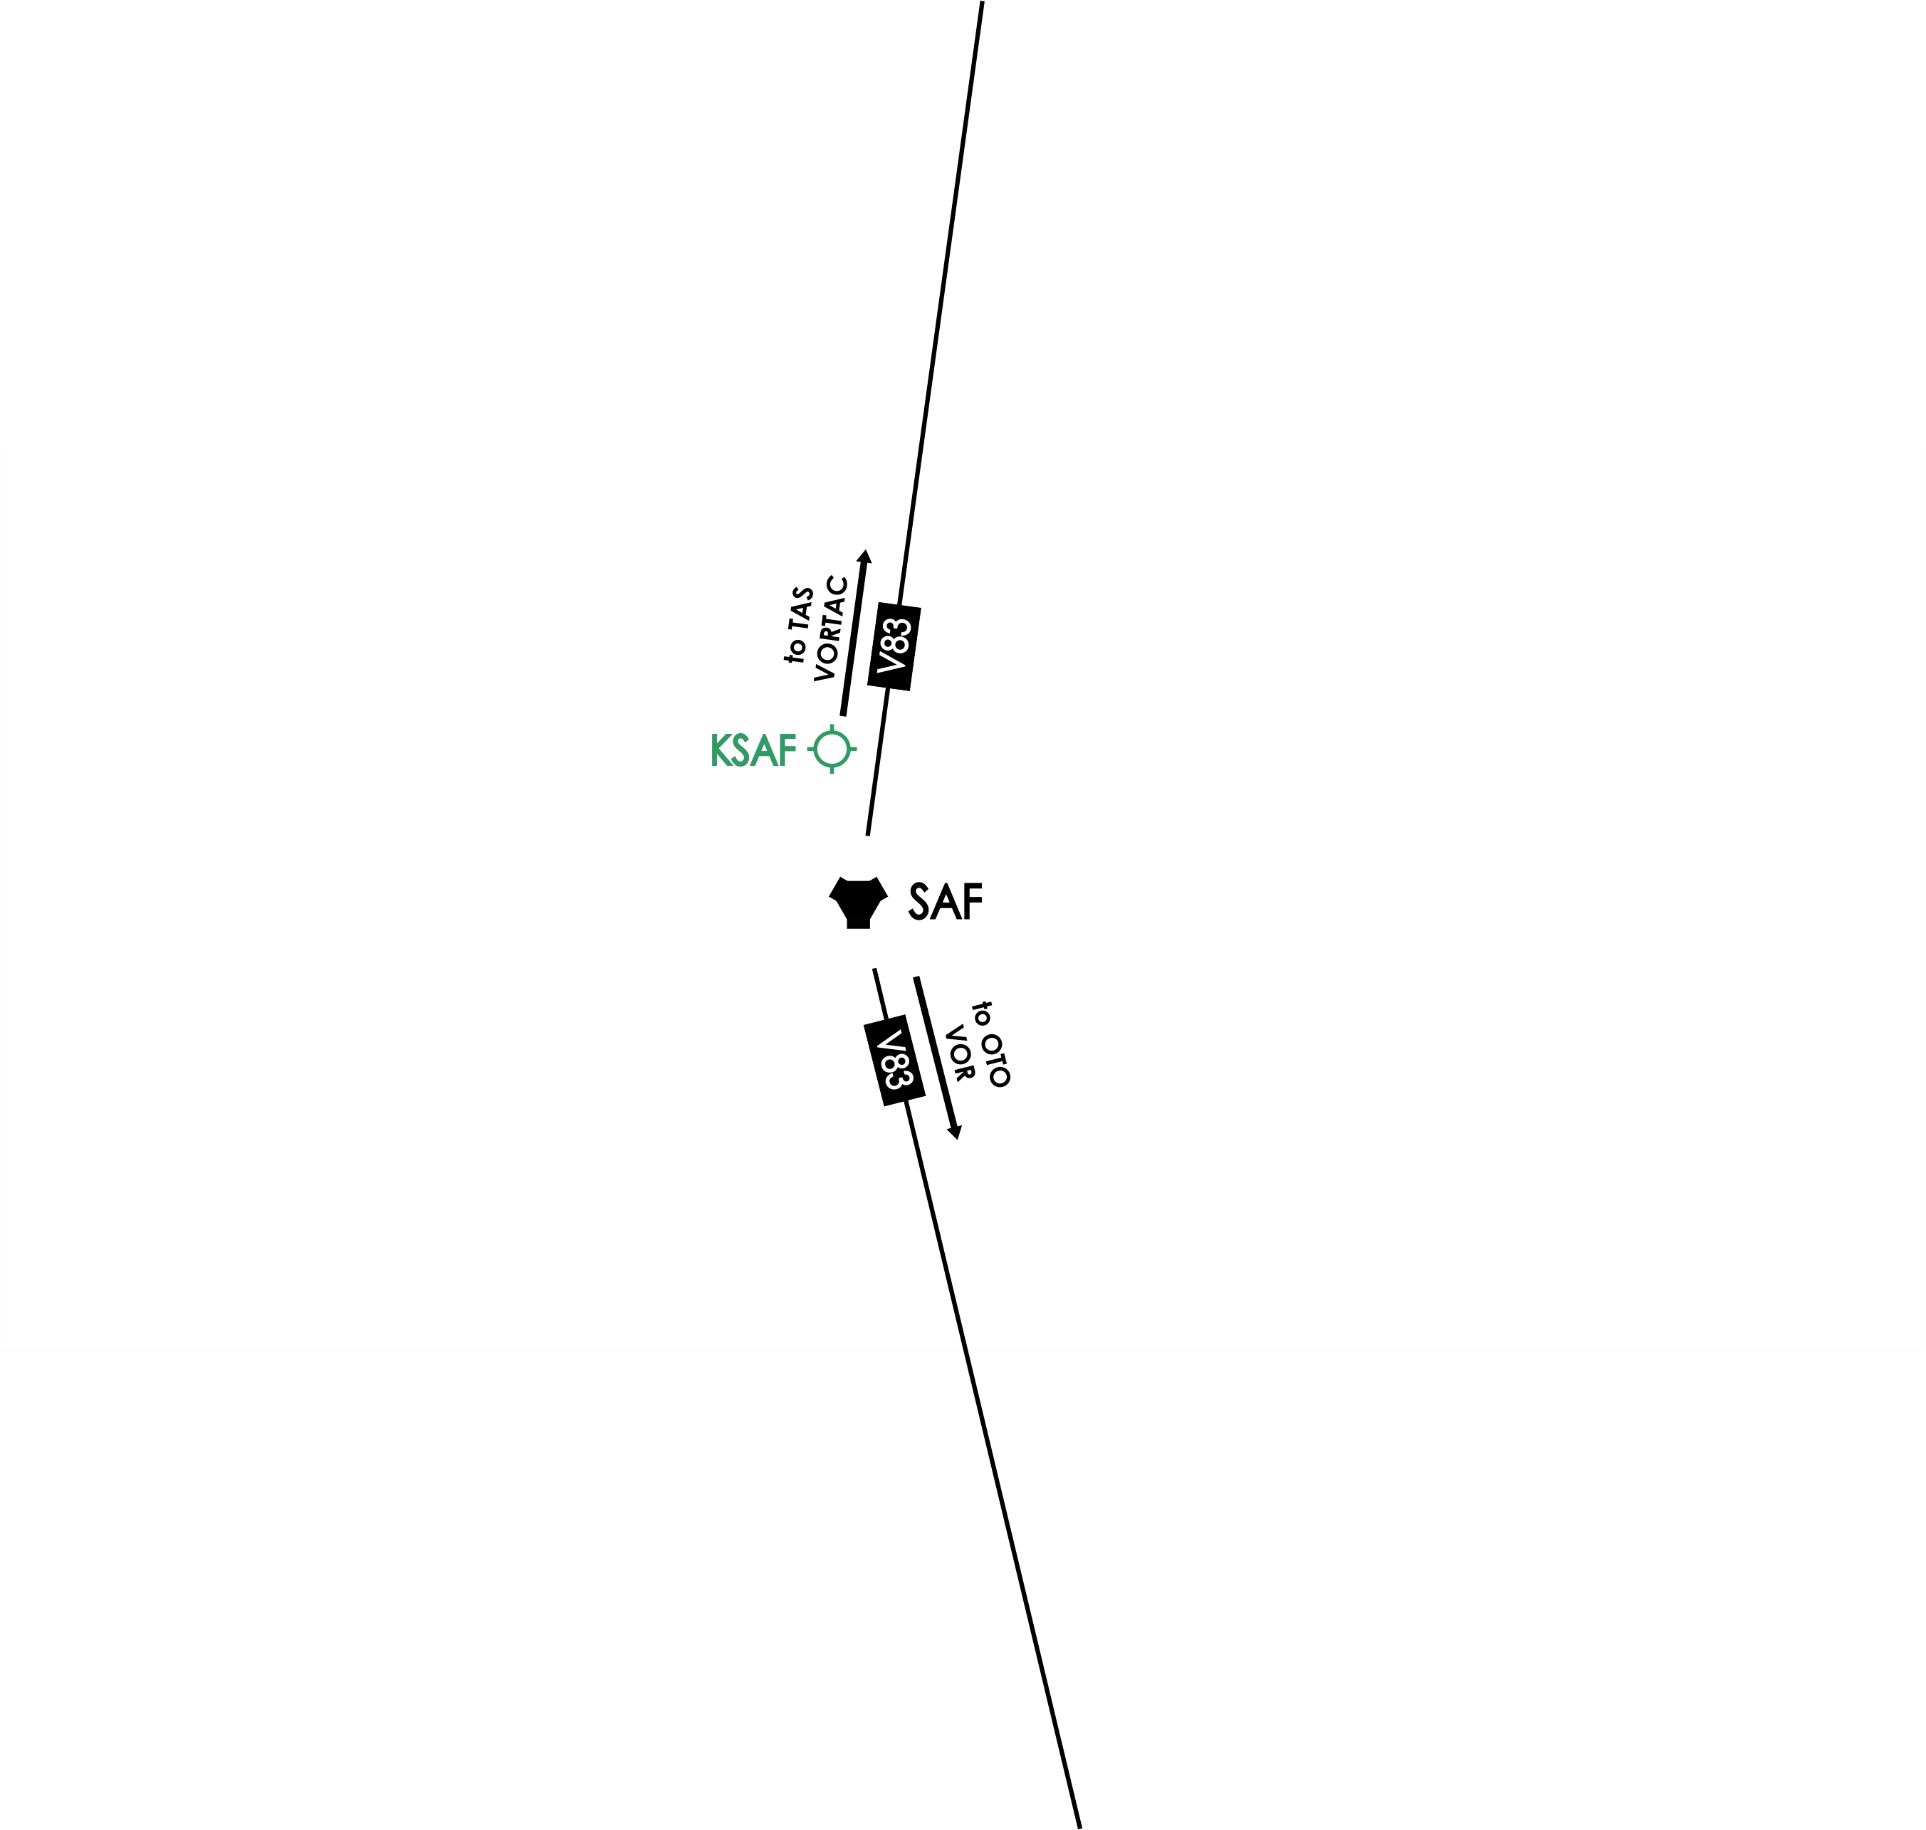 to TAS
VORTAC
V83
KSAF
SAF
V83
to OTO
VOR